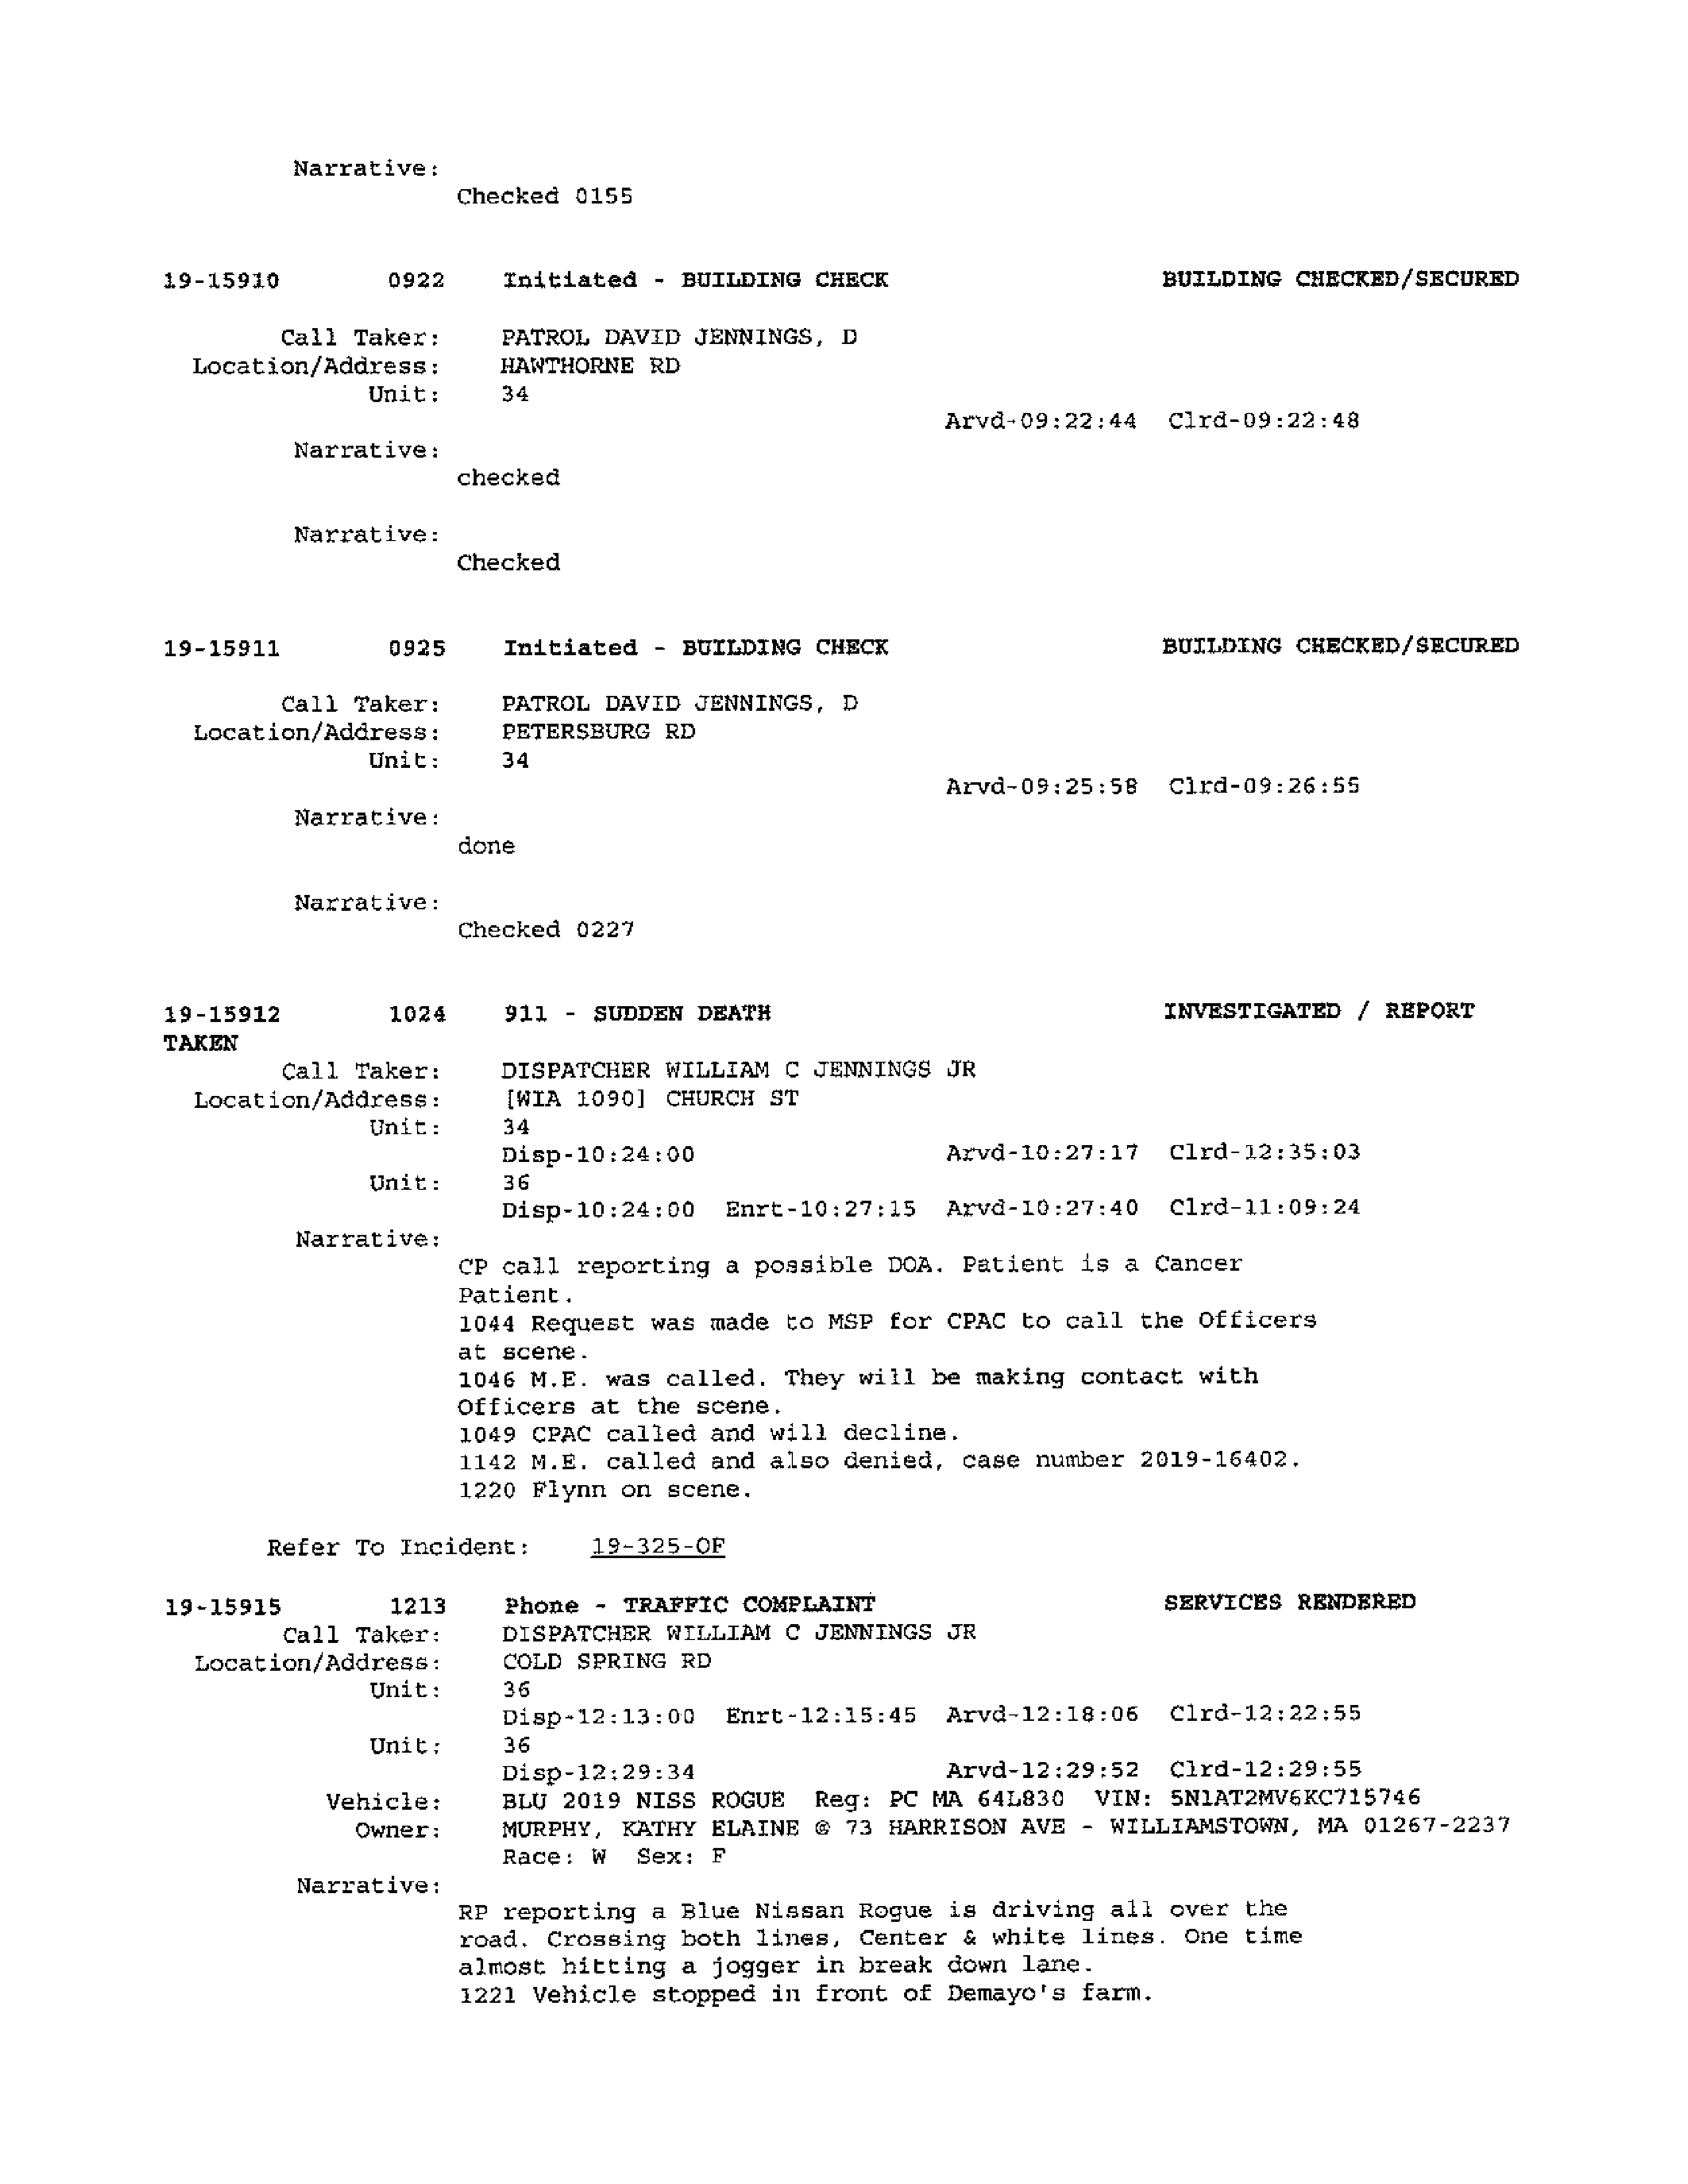 Narrative:
Checked 0155
19-15910 0922 Initiated - BUILDING CHECK BUILDING CHECKED/SECURED
Call Taker: PATROL DAVID JENNINGS, D
Location/Address: HAWTHORNE RD
Unit: 34
Arvd-09:22:44 Clrd-09:22:48
Narrative:
checked
Narrative:
Checked
19-15911 0925 Initiated - BUILDING CHECK BUILDING CHECKED/SECURED
Call Taker: PATROL DAVID JENNINGS, D
Location/Address: PETERSBURG RD
Unit: 34
Arvd-09:25:58 Clrd-09:26:55
Narrative:
done
Narrative:
Checked 0227
19-15912 1024 911 - SUDDEN DEATH INVESTIGATED / REPORT
TAKEN
Call Taker: DISPATCHER WILLIAM C JENNINGS JR
Location/Address: [WIA 1090] CHURCH ST
Unit: 34
Disp-10:24:00 Arvd-10:27:17 Clrd-12:35:03
Unit: 36
Disp-10:24:00 Enrt-10:27:15 Arvd-10:27:40 Clrd-11:09:24
Narrative:
CP call reporting a possible DOA. Patient is a Cancer
Patient.
1044 Request was made to MSP for CPAC to call the Officers
at scene.
1046 M.E. was called. They will be making contact with
Officers at the scene.
1049 CPAC called and will decline.
1142 M.E. called and also denied, case number 2019-16402.
1220 Flynn on scene.
Refer To Incident: 19-325-OF
19-15915 1213 Phone - TRAFFIC COMPLAINT SERVICES RENDERED
Call Taker: DISPATCHER WILLIAM C JENNINGS JR
Location/Address: COLD SPRING RD
Unit: 36
Disp-12:13:00 Enrt-12:15:45 Arvd-12:18:06 Clrd-12:22:55
Unit: 36
Disp-12:29:34 Arvd-12:29:52 Clrd-12:29:55
Vehicle: BLU 2019 NISS ROGUE Reg: PC MA 64L830 VIN: 5N1AT2MV6KC715746
Owner: MURPHY, KATHY ELAINE @ 73 HARRISON AVE - WILLIAMSTOWN, MA 01267-2237
Race: W Sex: F
Narrative:
RP reporting a Blue Nissan Rogue is driving all over the
road. Crossing both lines, Center & white lines. One time
almost hitting a jogger in break down lane.
1221 Vehicle stopped in front of Demayo's farm.